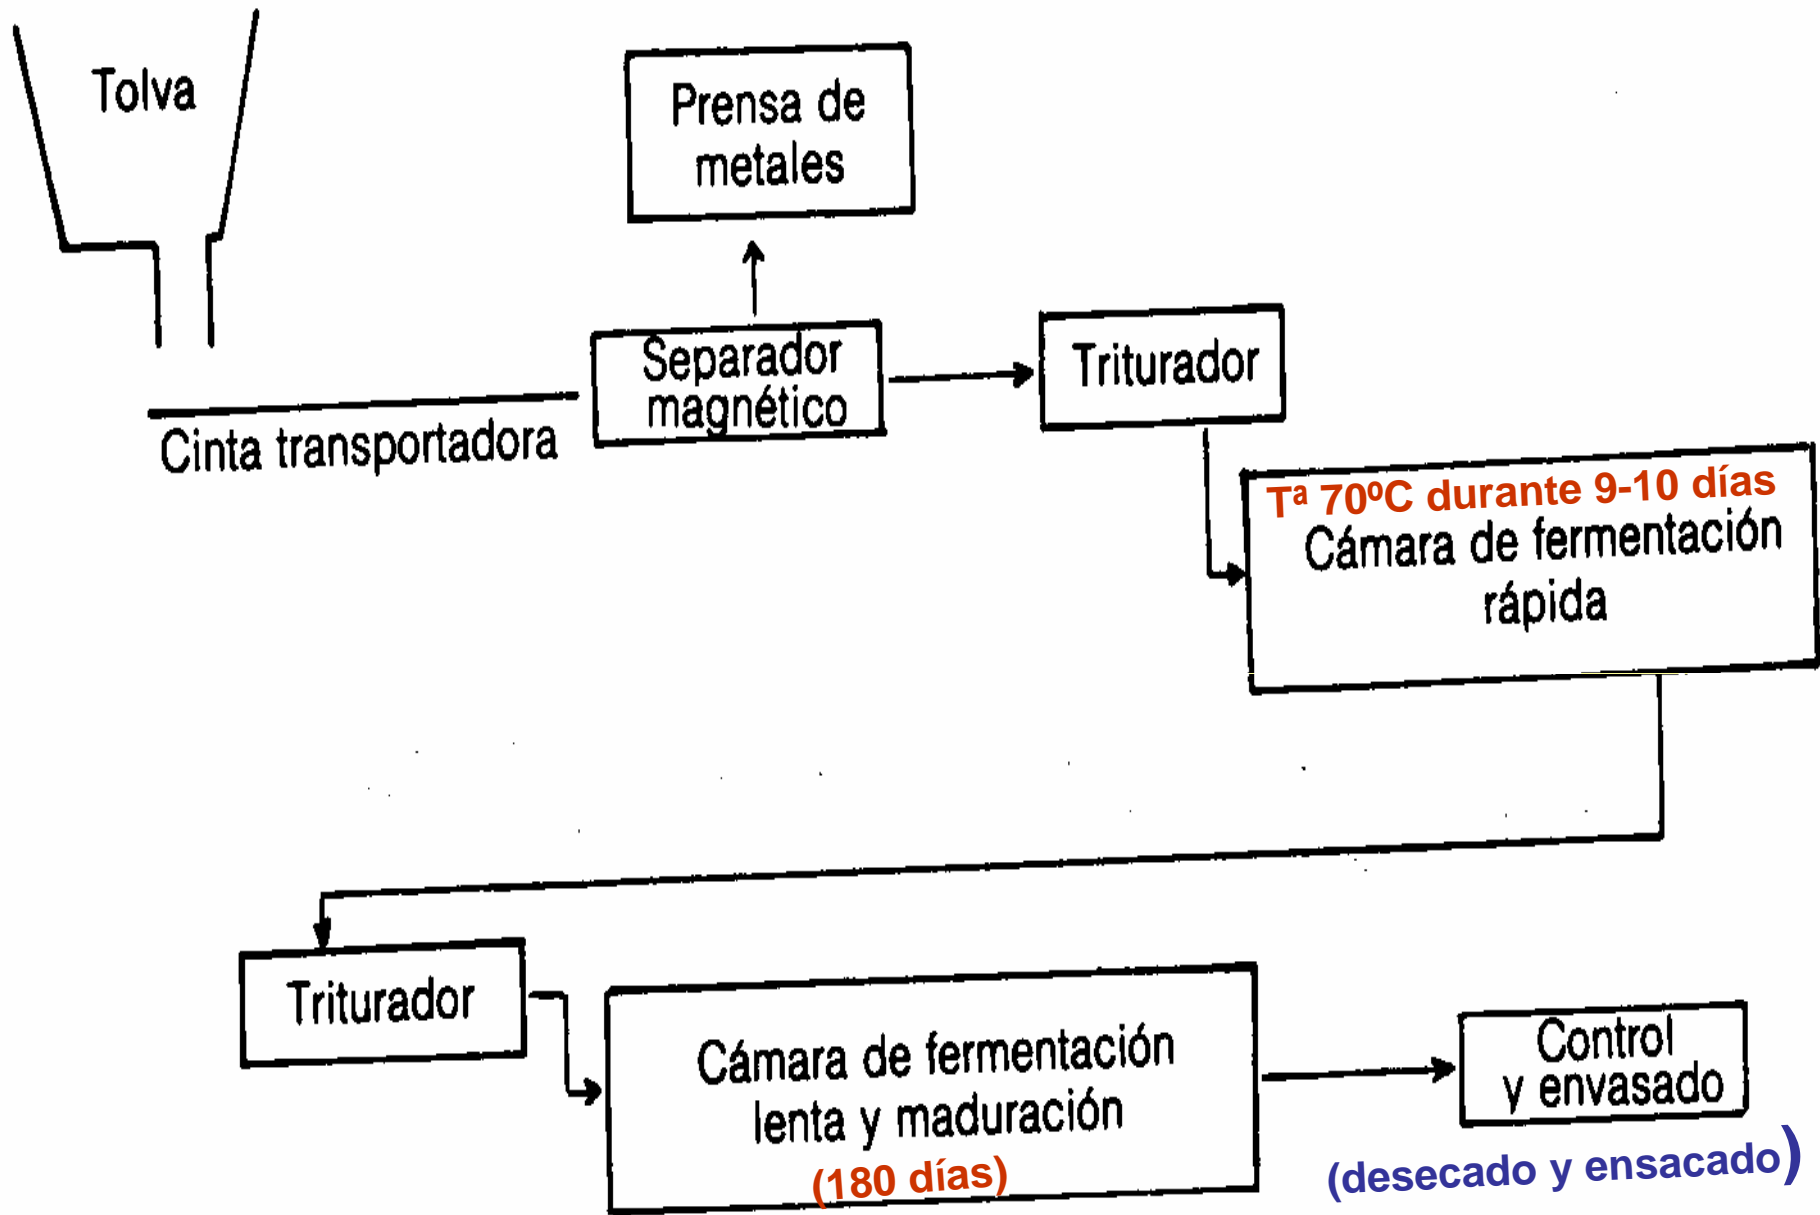 Tolva
Prensa de
metales
Separador
magnético
Triturador
Cinta transportadora
Tª 70ºC durante 9-10 días
Cámara de fermentación
rápida
Triturador
Cámara de fermentación
lenta y maduración
(180 días)
Control
y envasado
(desecado y ensacado)